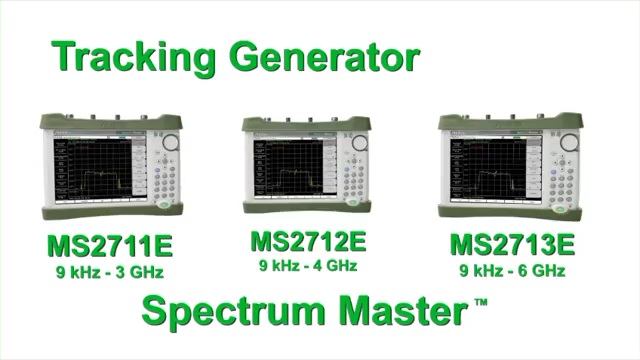 Tracking Generator
MS2711E
9 kHz - 3 GHz
MS2712E
9 kHz - 4 GHz
MS2713E
9 kHz - 6 GHz
Spectrum Master™